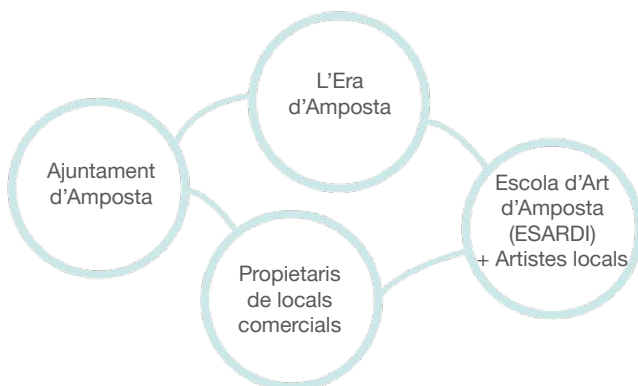 L’Era
d’Amposta
Ajuntament
d’Amposta
Escola d’Art
d’Amposta
(ESARDI)
+ Artistes locals
Propietaris
de locals
comercials